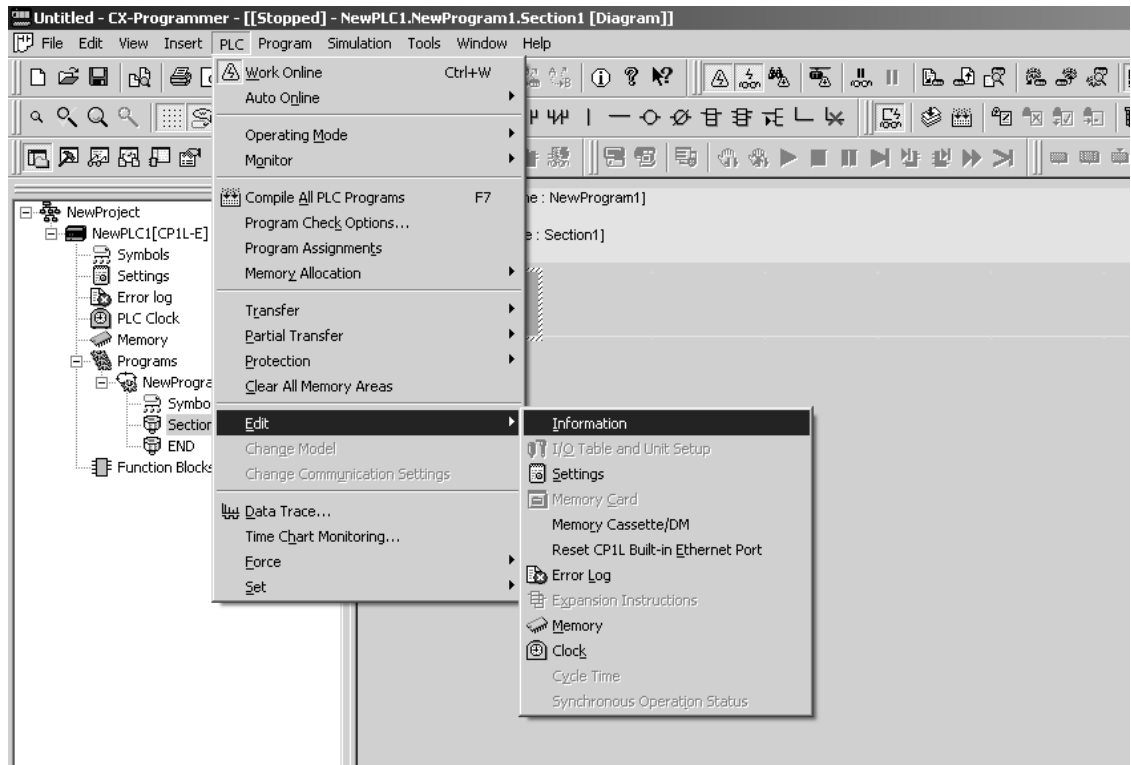 Untitled - CX-Programmer - [[Stopped] - NewPLC1.NewProgram1.Section1 [Diagram]]
File Edit View Insert PLC Program Simulation Tools Window Help
Work Online Ctrl+W
Auto Online
Operating Mode
Monitor
Compile All PLC Programs F7
Program Check Options...
Program Assignments
Memory Allocation
Transfer
Partial Transfer
Protection
Clear All Memory Areas
Edit
Change Model
Change Communication Settings
Data Trace...
Time Chart Monitoring...
Force
Set
Information
I/O Table and Unit Setup
Settings
Memory Card
Memory Cassette/DM
Reset CP1L Built-in Ethernet Port
Error Log
Expansion Instructions
Memory
Clock
Cycle Time
Synchronous Operation Status
NewProject
NewPLC1[CP1L-E]
Symbols
Settings
Error log
PLC Clock
Memory
Programs
NewProgra
Symbo
Section
END
Function Blocks
e : NewProgram1]
e : Section1]